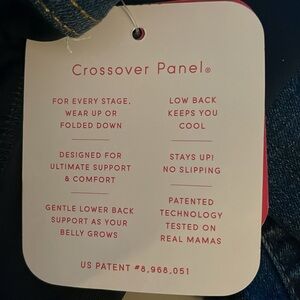 Crossover Panel®
FOR EVERY STAGE,
WEAR UP OR
FOLDED DOWN
LOW BACK
KEEPS YOU
COOL
DESIGNED FOR
ULTIMATE SUPPORT
& COMFORT
STAYS UP!
NO SLIPPING
GENTLE LOWER BACK
SUPPORT AS YOUR
BELLY GROWS
PATENTED
TECHNOLOGY
TESTED ON
REAL MAMAS
US PATENT #8,968,051